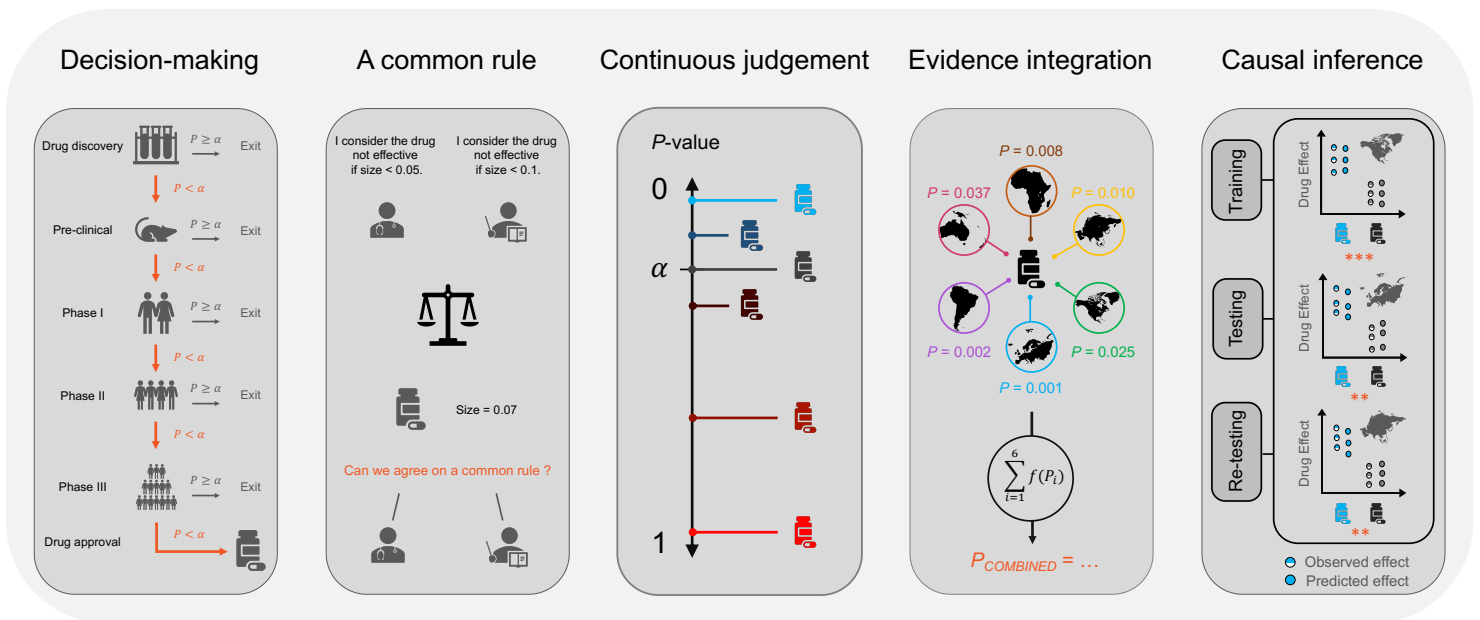 Decision-making
Drug discovery
P ≥ α
Exit
P < α
Pre-clinical
P ≥ α
Exit
P < α
Phase I
P ≥ α
Exit
P < α
Phase II
P ≥ α
Exit
P < α
Phase III
P ≥ α
Exit
P < α
Drug approval
A common rule
I consider the drug
not effective
if size < 0.05.
I consider the drug
not effective
if size < 0.1.
Size = 0.07
Can we agree on a common rule ?
Continuous judgement
P-value
0
α
1
Evidence integration
P = 0.008
P = 0.037
P = 0.010
P = 0.002
P = 0.025
P = 0.001
6
∑ f(Pᵢ)
i=1
P_COMBINED = ...
Causal inference
Training
Drug Effect
***
Testing
Drug Effect
**
Re-testing
Drug Effect
**
Observed effect
Predicted effect